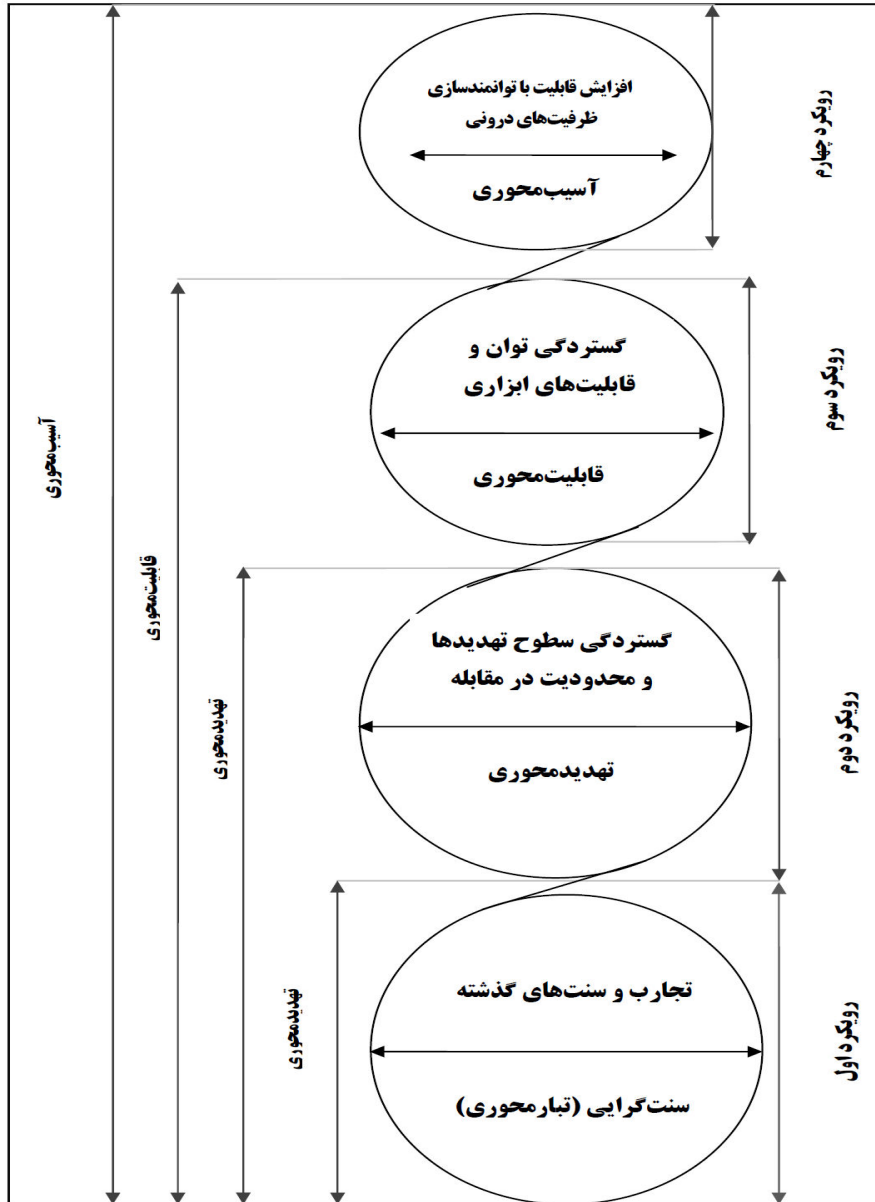 افزایش قابلیت با توانمندسازی
ظرفیت‌های درونی
آسیب‌محوری
رویکرد چهارم
گستردگی توان و
قابلیت‌های ابزاری
قابلیت‌محوری
رویکرد سوم
آسیب‌محوری
قابلیت‌محوری
گستردگی سطوح تهدیدها
و محدودیت در مقابله
تهدیدمحوری
رویکرد دوم
تهدیدمحوری
تجارب و سنت‌های گذشته
سنت‌گرایی (تبارمحوری)
رویکرد اول
تهدیدمحوری